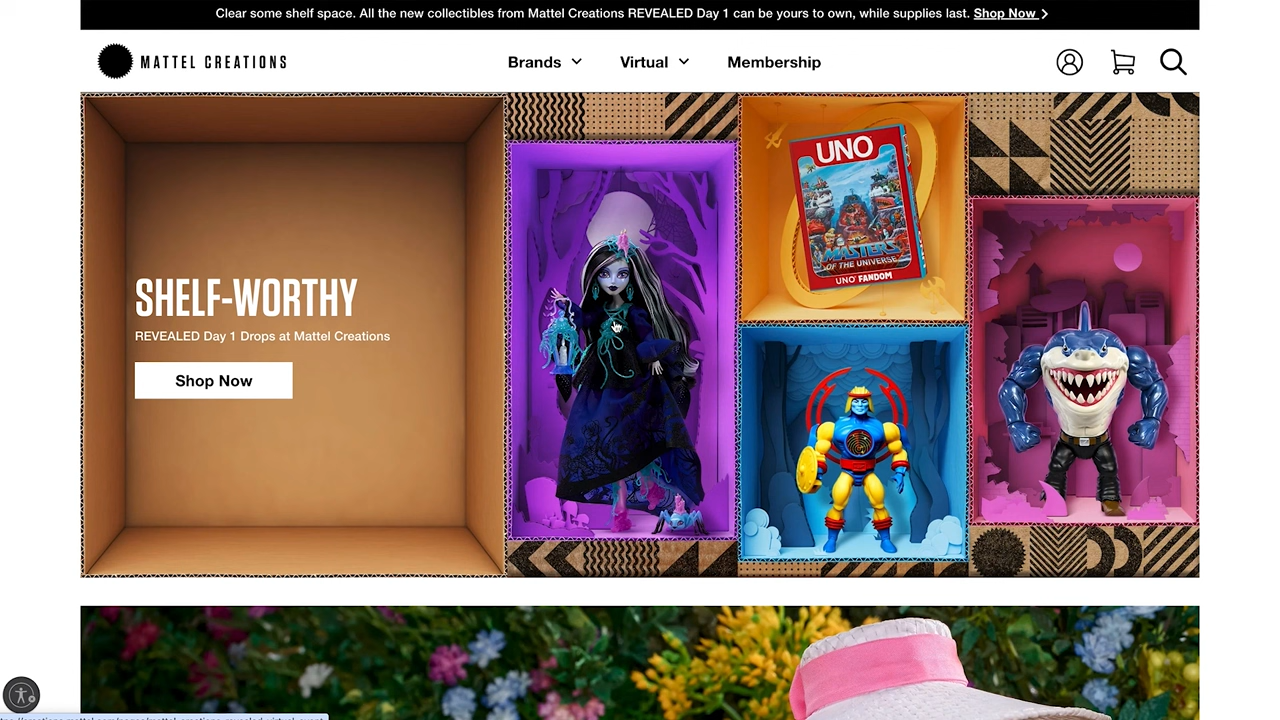 Clear some shelf space. All the new collectibles from Mattel Creations REVEALED Day 1 can be yours to own, while supplies last. Shop Now
MATTEL CREATIONS
Brands
Virtual
Membership
UNO
MASTERS
OF THE UNIVERSE
UNO FANDOM
SHELF-WORTHY
REVEALED Day 1 Drops at Mattel Creations
Shop Now